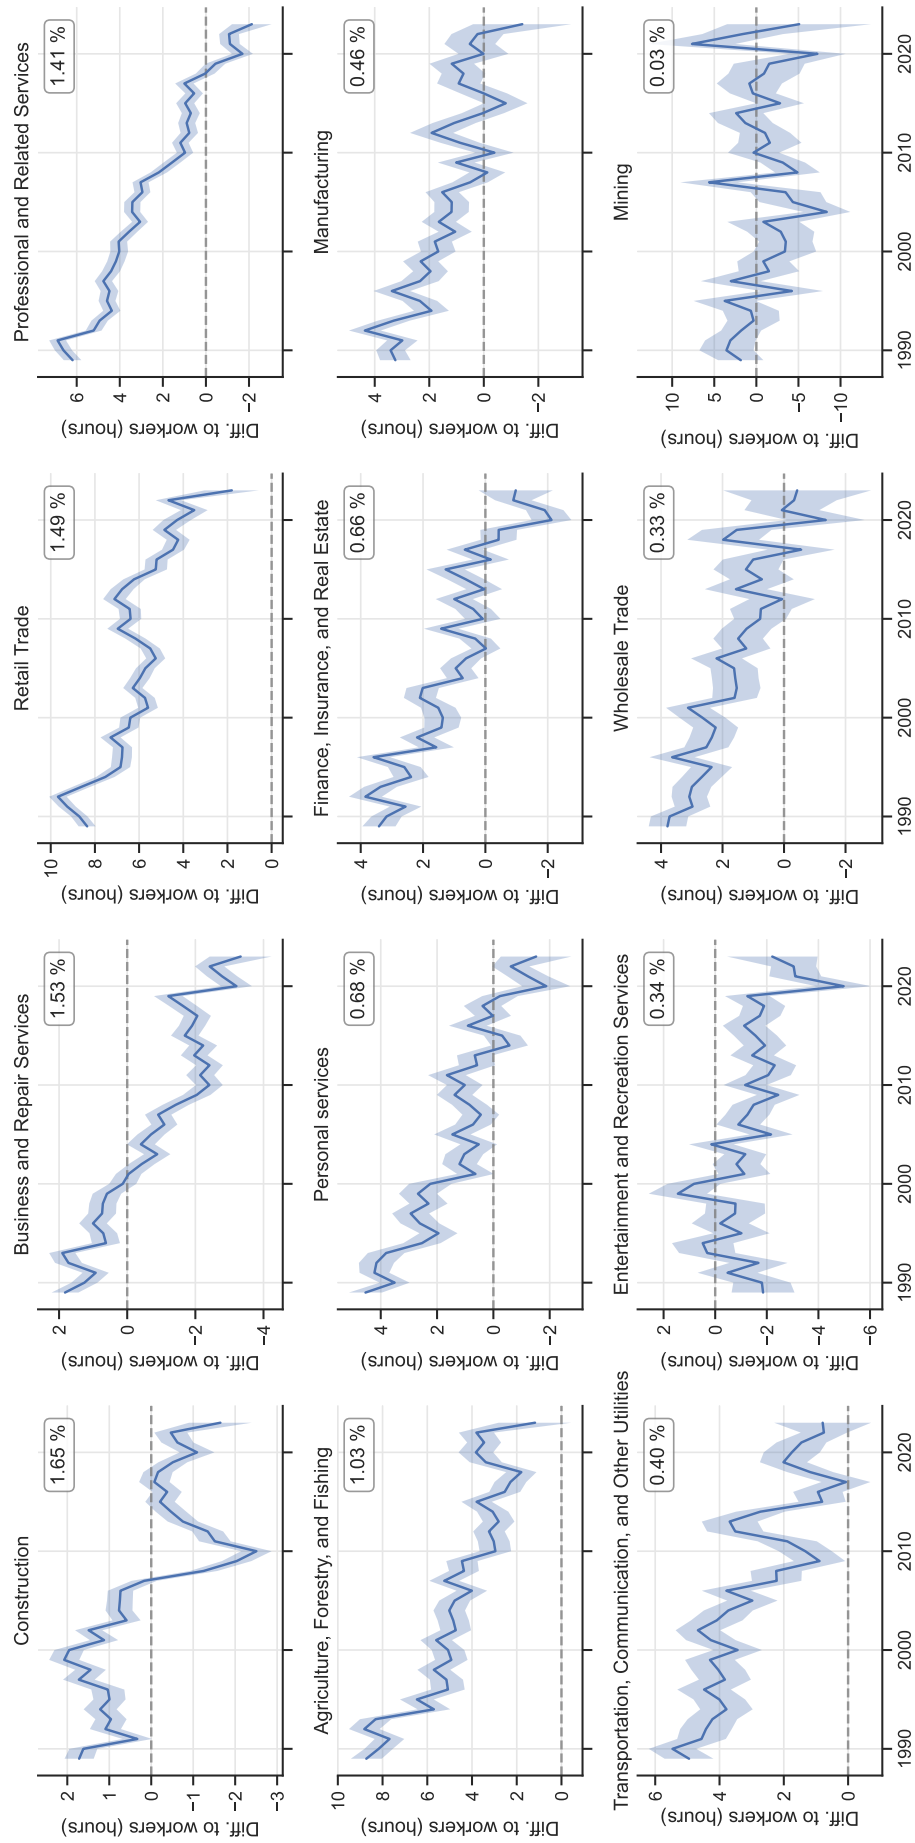 Construction
1.65 %
Diff. to workers (hours)
2
1
0
−1
−2
−3
Business and Repair Services
1.53 %
Diff. to workers (hours)
2
0
−2
−4
Retail Trade
1.49 %
Diff. to workers (hours)
10
8
6
4
2
0
Professional and Related Services
1.41 %
Diff. to workers (hours)
6
4
2
0
−2
Agriculture, Forestry, and Fishing
1.03 %
Diff. to workers (hours)
10
8
6
4
2
0
Personal services
0.68 %
Diff. to workers (hours)
4
2
0
−2
Finance, Insurance, and Real Estate
0.66 %
Diff. to workers (hours)
4
2
0
−2
Manufacturing
0.46 %
Diff. to workers (hours)
4
2
0
−2
Transportation, Communication, and Other Utilities
0.40 %
Diff. to workers (hours)
6
4
2
0
1990 2000 2010 2020
Entertainment and Recreation Services
0.34 %
Diff. to workers (hours)
2
0
−2
−4
−6
1990 2000 2010 2020
Wholesale Trade
0.33 %
Diff. to workers (hours)
4
2
0
−2
1990 2000 2010 2020
Mining
0.03 %
Diff. to workers (hours)
10
5
0
−5
−10
1990 2000 2010 2020